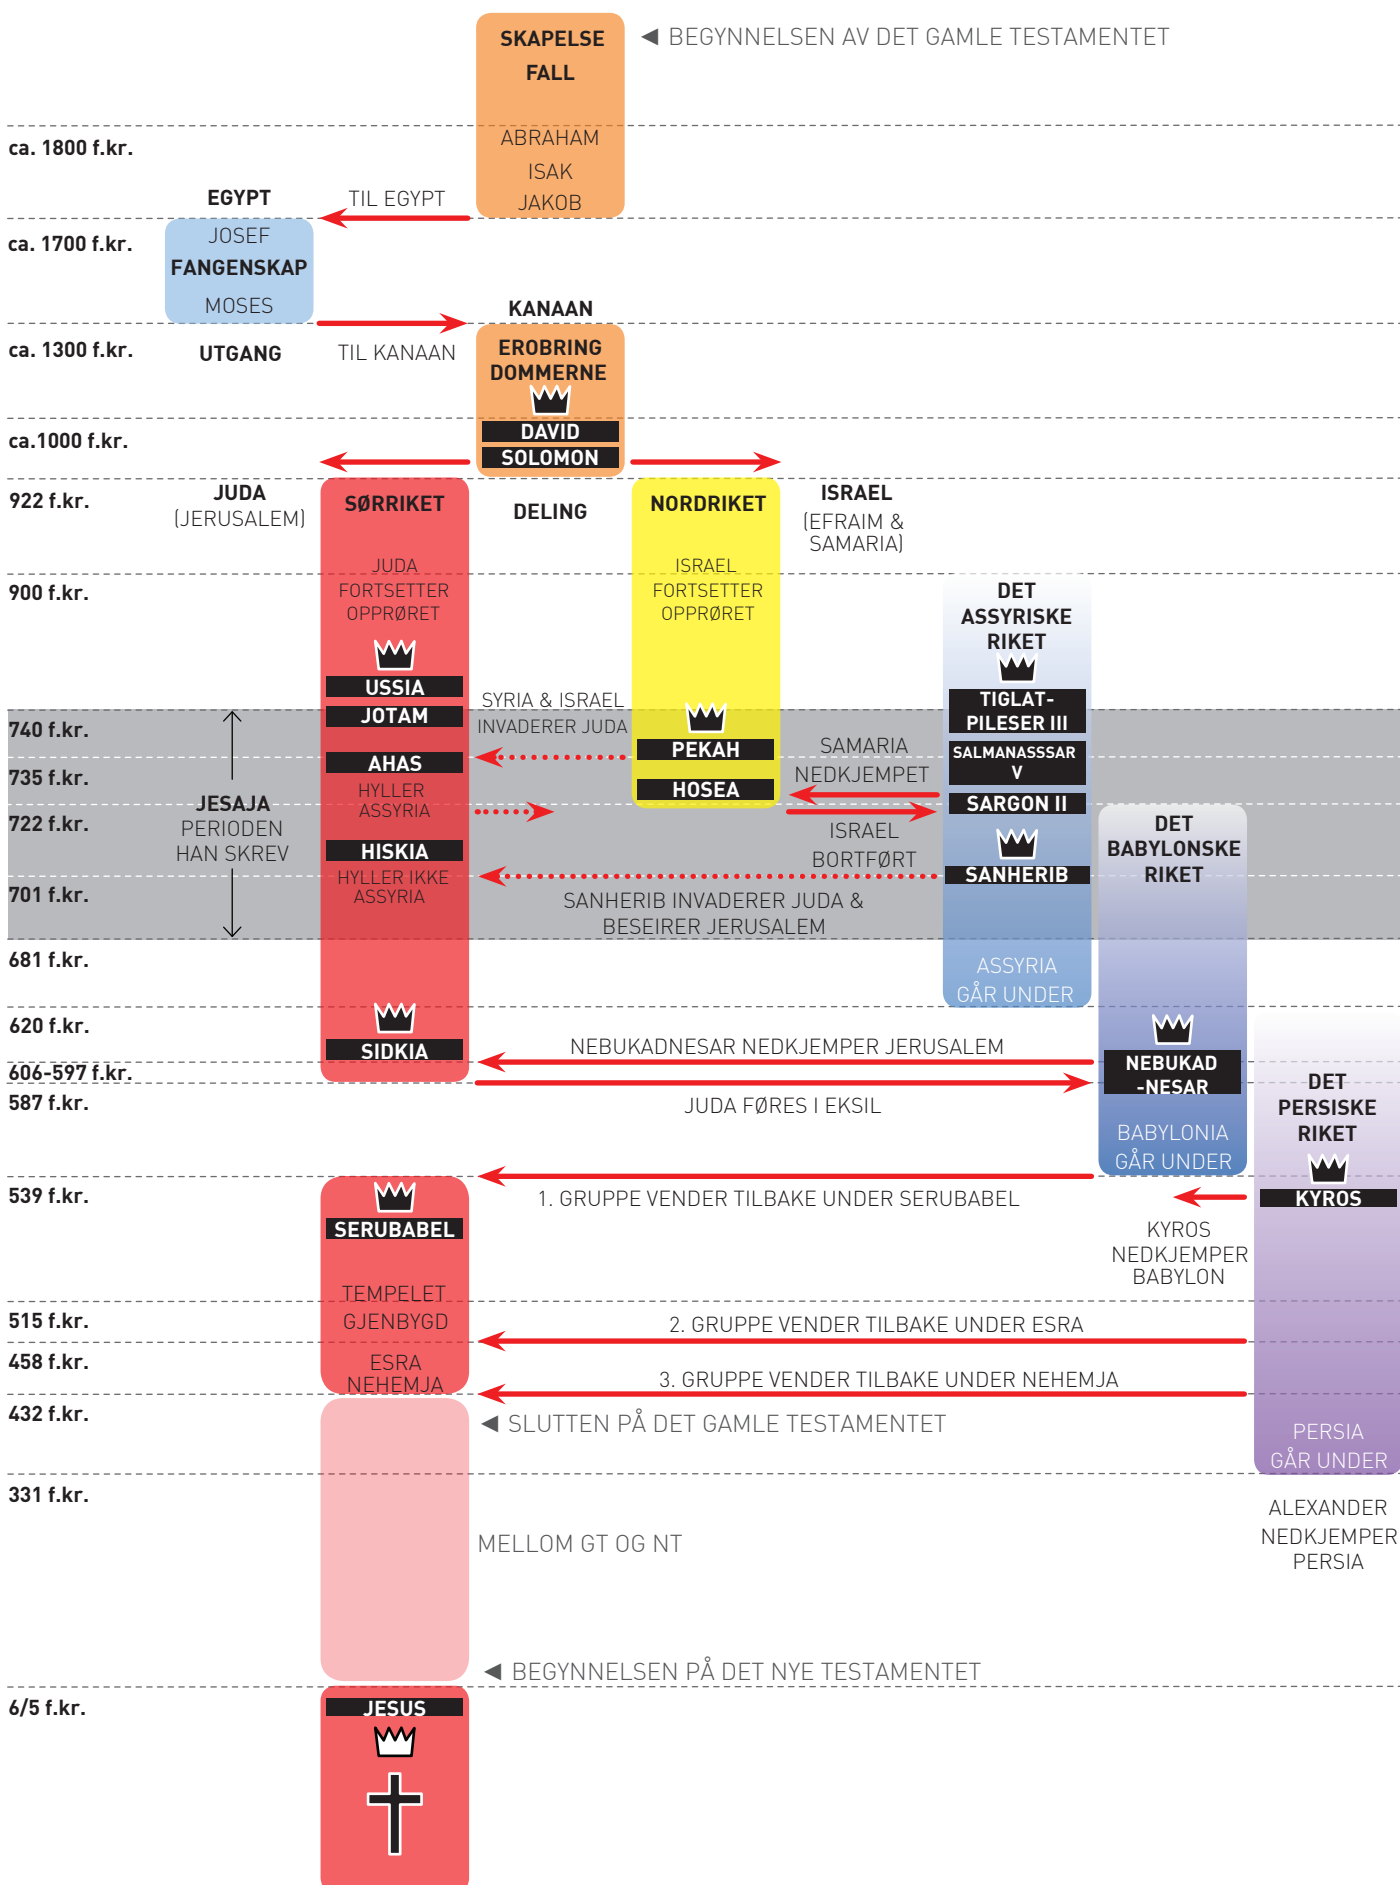 SKAPELSE
FALL
◄ BEGYNNELSEN AV DET GAMLE TESTAMENTET
ABRAHAM
ca. 1800 f.kr.
ISAK
JAKOB
EGYPT
TIL EGYPT
JOSEF
ca. 1700 f.kr.
FANGENSKAP
MOSES
KANAAN
ca. 1300 f.kr.
UTGANG
TIL KANAAN
EROBRING
DOMMERNE
DAVID
ca.1000 f.kr.
SOLOMON
922 f.kr.
JUDA
(JERUSALEM)
SØRRIKET
DELING
NORDRIKET
ISRAEL
(EFRAIM &
SAMARIA)
JUDA
FORTSETTER
OPPRØRET
ISRAEL
FORTSETTER
OPPRØRET
900 f.kr.
DET
ASSYRISKE
RIKET
USSIA
JOTAM
SYRIA & ISRAEL
INVADERER JUDA
TIGLAT-
PILESER III
740 f.kr.
PEKAH
SAMARIA
NEDKJEMPET
SALMANASSSAR
V
AHAS
735 f.kr.
HYLLER
ASSYRIA
HOSEA
SARGON II
JESAJA
PERIODEN
HAN SKREV
722 f.kr.
ISRAEL
BORTFØRT
DET
BABYLONSKE
RIKET
HISKIA
HYLLER IKKE
ASSYRIA
SANHERIB
701 f.kr.
SANHERIB INVADERER JUDA &
BESEIRER JERUSALEM
681 f.kr.
ASSYRIA
GÅR UNDER
620 f.kr.
SIDKIA
NEBUKADNESAR NEDKJEMPER JERUSALEM
NEBUKAD
-NESAR
606-597 f.kr.
DET
PERSISKE
RIKET
587 f.kr.
JUDA FØRES I EKSIL
BABYLONIA
GÅR UNDER
539 f.kr.
1. GRUPPE VENDER TILBAKE UNDER SERUBABEL
KYROS
SERUBABEL
KYROS
NEDKJEMPER
BABYLON
TEMPELET
GJENBYGD
515 f.kr.
2. GRUPPE VENDER TILBAKE UNDER ESRA
458 f.kr.
ESRA
NEHEMJA
3. GRUPPE VENDER TILBAKE UNDER NEHEMJA
432 f.kr.
◄ SLUTTEN PÅ DET GAMLE TESTAMENTET
PERSIA
GÅR UNDER
331 f.kr.
ALEXANDER
NEDKJEMPER
PERSIA
MELLOM GT OG NT
◄ BEGYNNELSEN PÅ DET NYE TESTAMENTET
6/5 f.kr.
JESUS